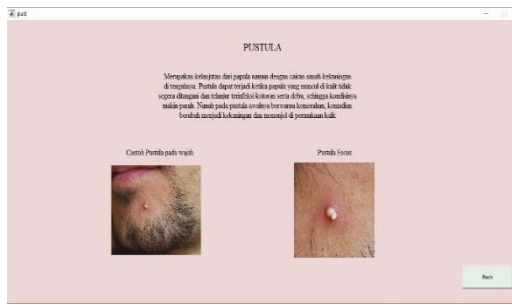 pust
PUSTULA
Merupakan kelanjutan dari papula namun dengan cairan nanah kekuningan
di tengahnya. Pustula dapat terjadi ketika papula yang muncul di kulit tidak
segera ditangani dan telanjur terinfeksi kotoran serta debu, sehingga kondisinya
makin parah. Nanah pada pustula awalnya berwarna kemerahan, kemudian
berubah menjadi kekuningan dan menonjol di permukaan kulit.
Contoh Pustula pada wajah
Pustula Focus
Back